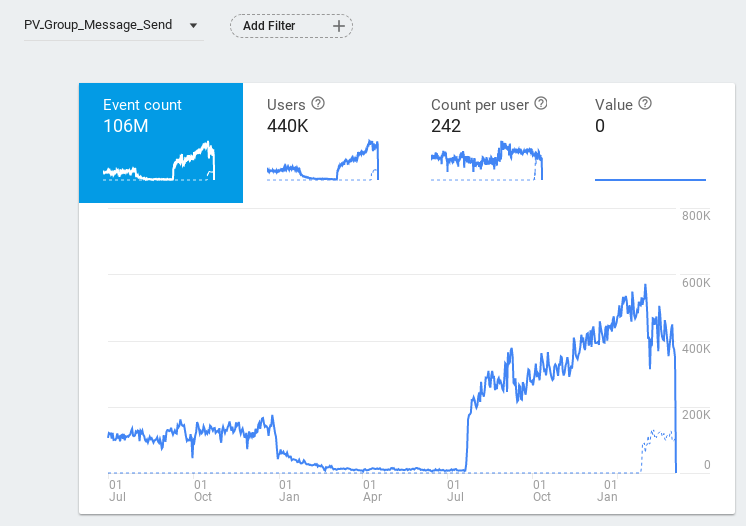 PV_Group_Message_Send
Add Filter
Event count
106M
Users
440K
Count per user
242
Value
0
800K
600K
400K
200K
0
01 Jul
01 Oct
01 Jan
01 Apr
01 Jul
01 Oct
01 Jan